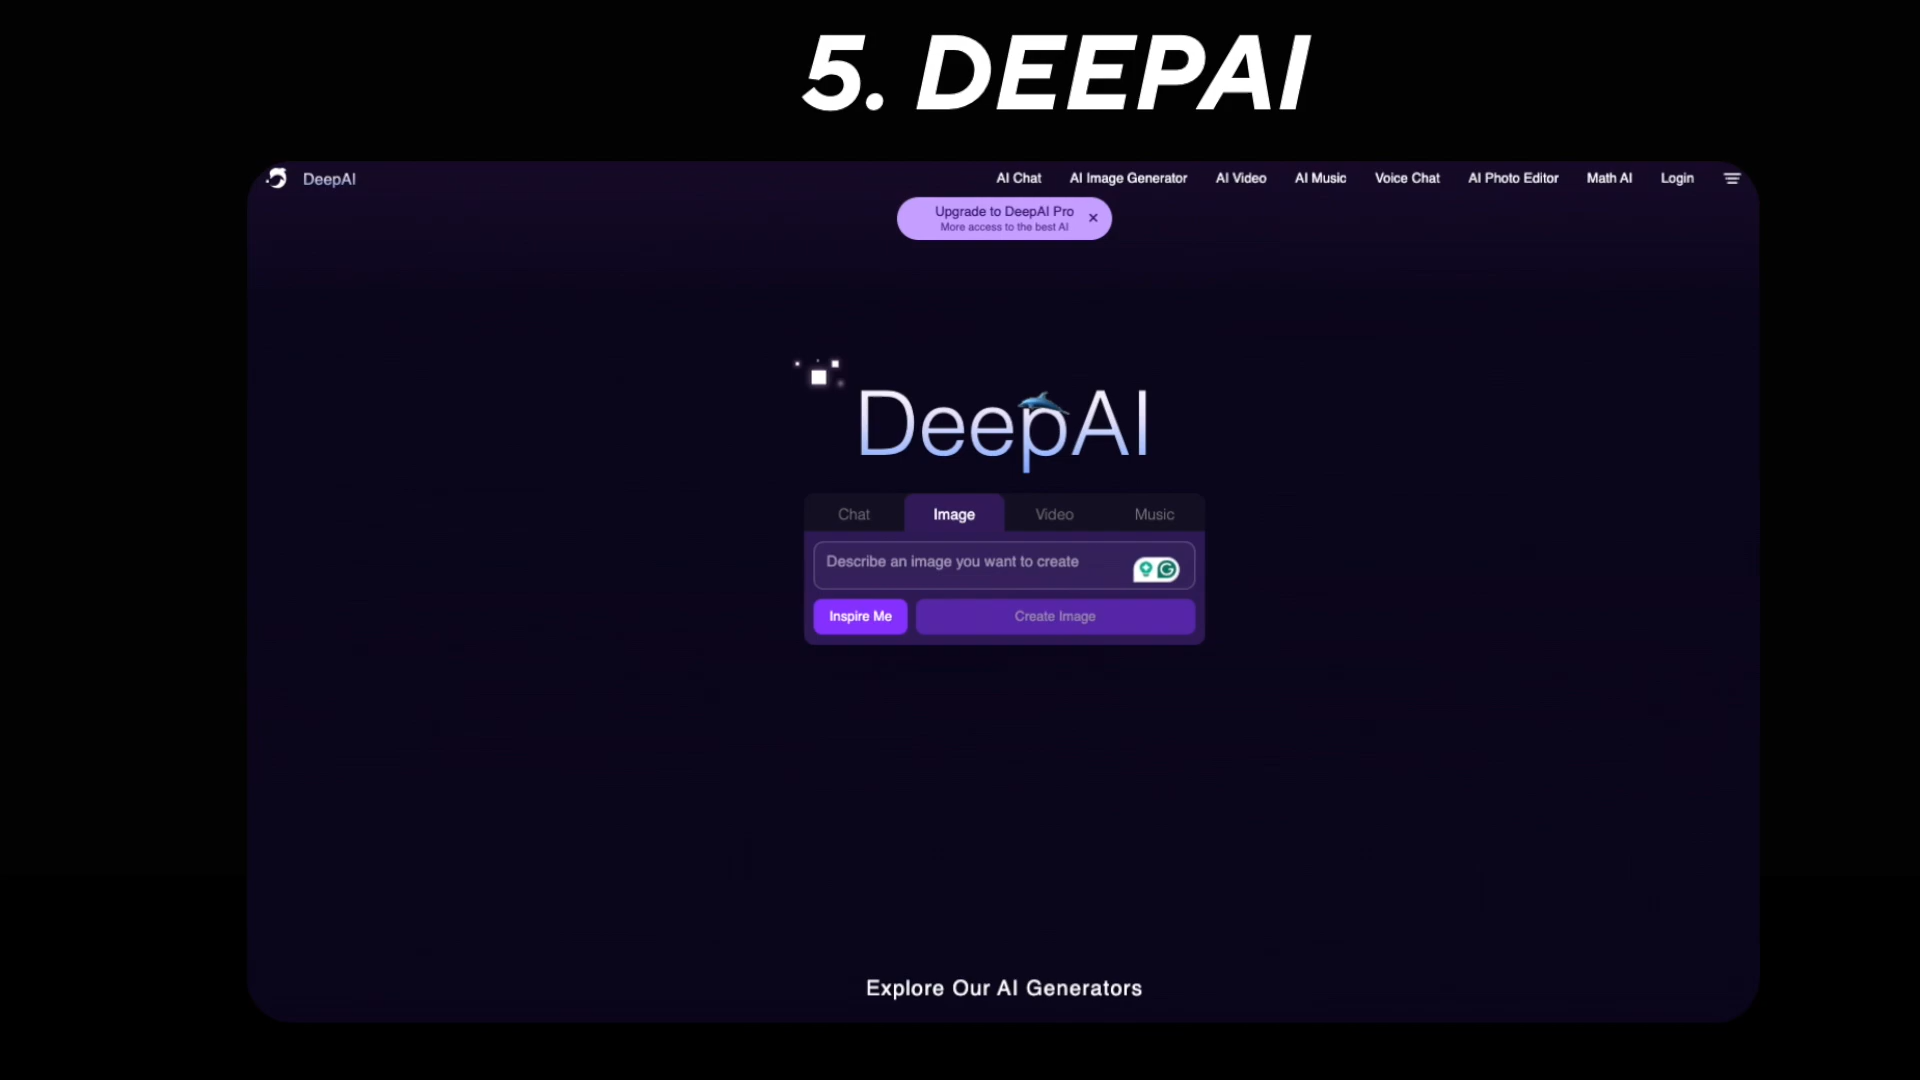 5. DEEPAI
DeepAI
AI Chat AI Image Generator AI Video AI Music Voice Chat AI Photo Editor Math AI Login
Upgrade to DeepAI Pro
More access to the best AI
DeepAI
Chat Image Video Music
Describe an image you want to create
Inspire Me Create Image
Explore Our AI Generators